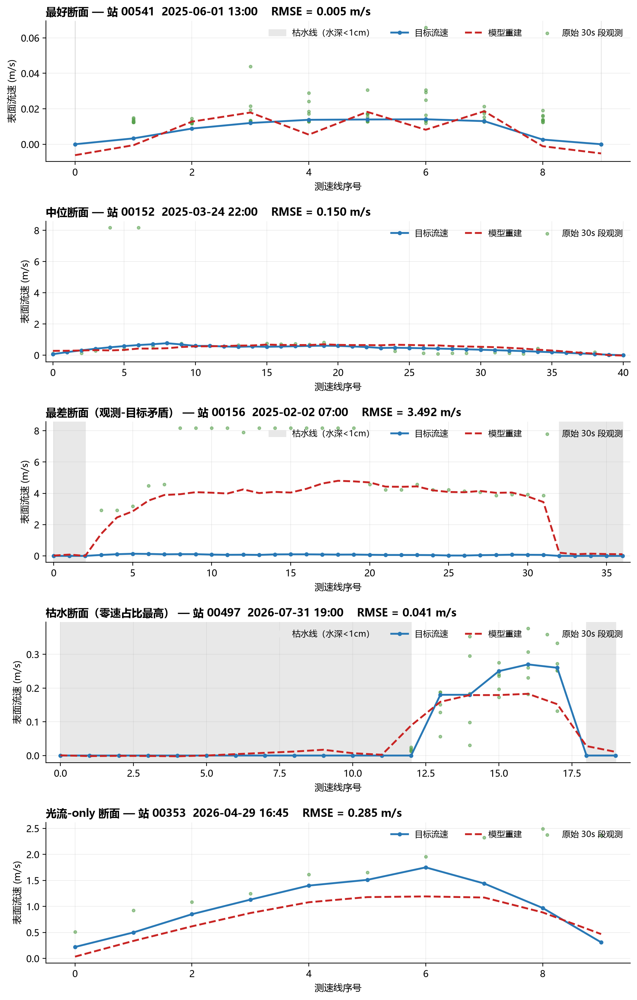 最好断面 — 站 00541  2025-06-01 13:00    RMSE = 0.005 m/s
枯水线（水深<1cm） 目标流速 模型重建 原始 30s 段观测
表面流速 (m/s)
0.06
0.04
0.02
0.00
0 2 4 6 8
测速线序号
中位断面 — 站 00152  2025-03-24 22:00    RMSE = 0.150 m/s
目标流速 模型重建 原始 30s 段观测
表面流速 (m/s)
8
6
4
2
0
0 5 10 15 20 25 30 35 40
测速线序号
最差断面（观测-目标矛盾） — 站 00156  2025-02-02 07:00    RMSE = 3.492 m/s
枯水线（水深<1cm） 目标流速 模型重建 原始 30s 段观测
表面流速 (m/s)
8
6
4
2
0
0 5 10 15 20 25 30 35
测速线序号
枯水断面（零速占比最高） — 站 00497  2026-07-31 19:00    RMSE = 0.041 m/s
枯水线（水深<1cm） 目标流速 模型重建 原始 30s 段观测
表面流速 (m/s)
0.3
0.2
0.1
0.0
0.0 2.5 5.0 7.5 10.0 12.5 15.0 17.5
测速线序号
光流-only 断面 — 站 00353  2026-04-29 16:45    RMSE = 0.285 m/s
目标流速 模型重建 原始 30s 段观测
表面流速 (m/s)
2.5
2.0
1.5
1.0
0.5
0.0
0 2 4 6 8
测速线序号